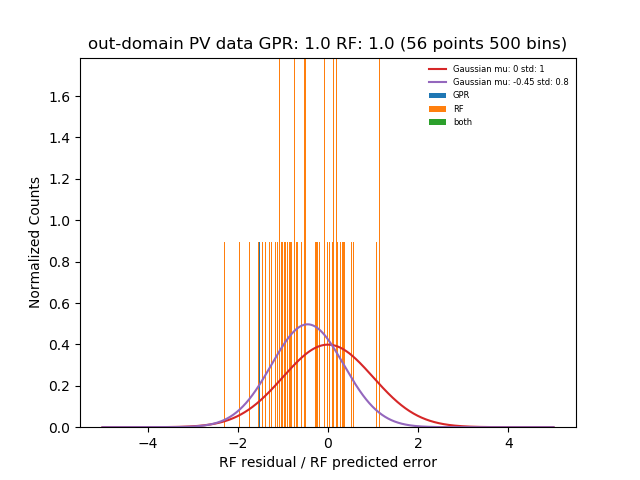 out-domain PV data GPR: 1.0 RF: 1.0 (56 points 500 bins)
Gaussian mu: 0 std: 1
Gaussian mu: -0.45 std: 0.8
GPR
RF
both
Normalized Counts
1.6
1.4
1.2
1.0
0.8
0.6
0.4
0.2
0.0
−4 −2 0 2 4
RF residual / RF predicted error